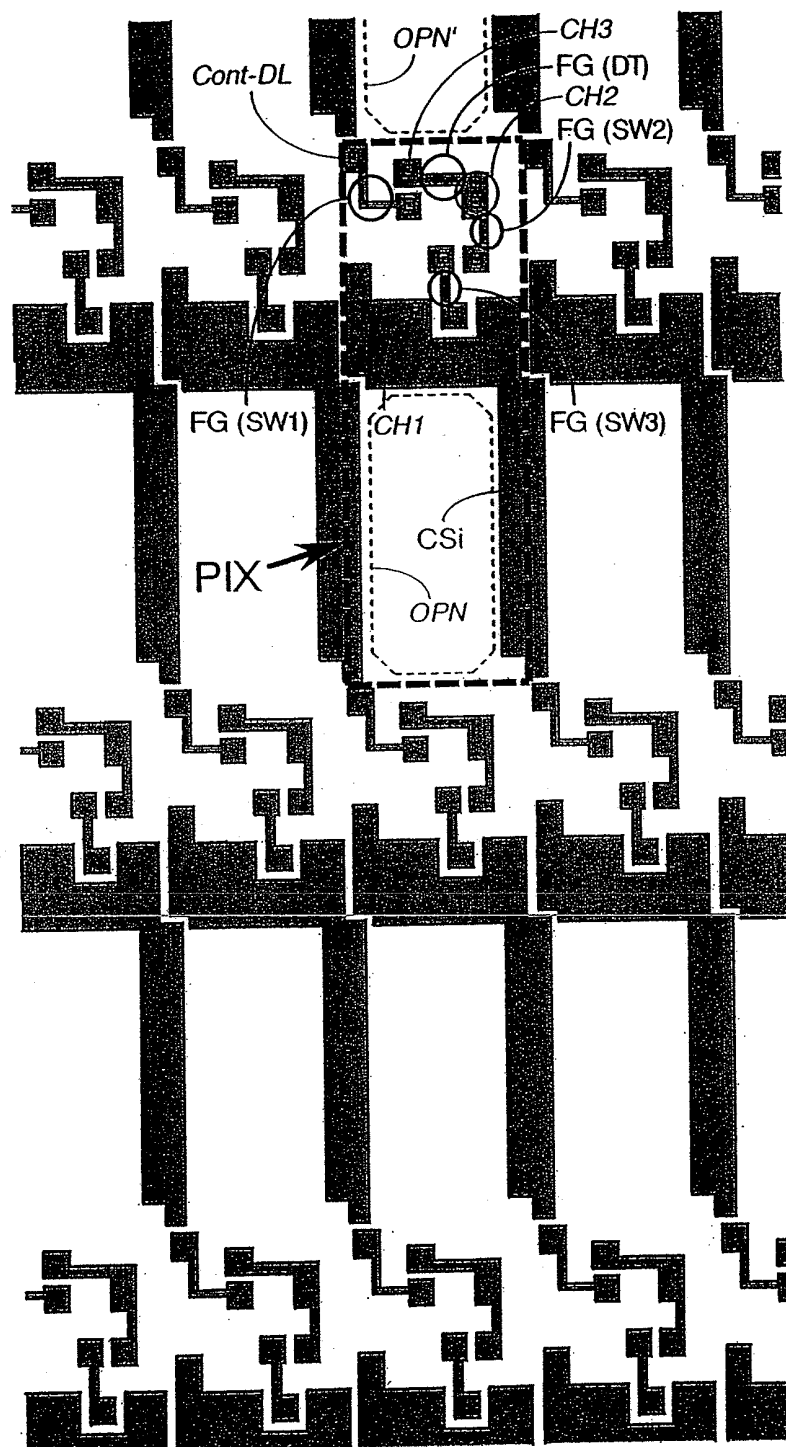 OPN'
CH3
FG (DT)
Cont-DL
CH2
FG (SW2)
FG (SW1)
CH1
FG (SW3)
CSi
PIX
OPN